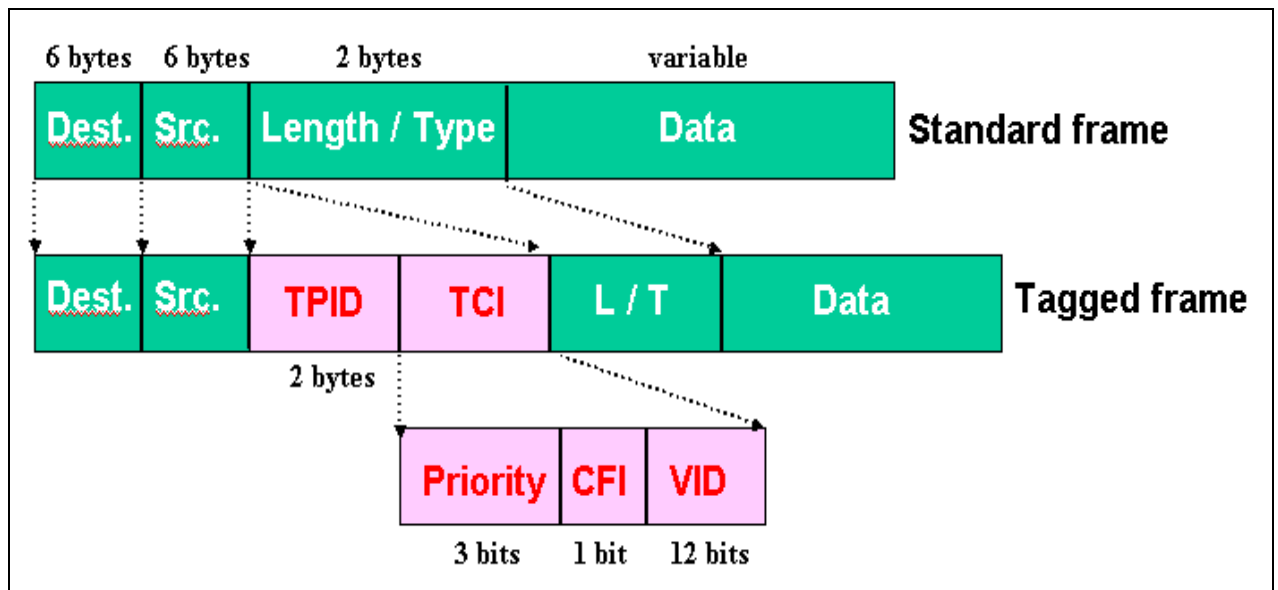 6 bytes 6 bytes 2 bytes variable
Dest. Src. Length / Type Data Standard frame
Dest. Src. TPID TCI L / T Data Tagged frame
2 bytes
Priority CFI VID
3 bits 1 bit 12 bits